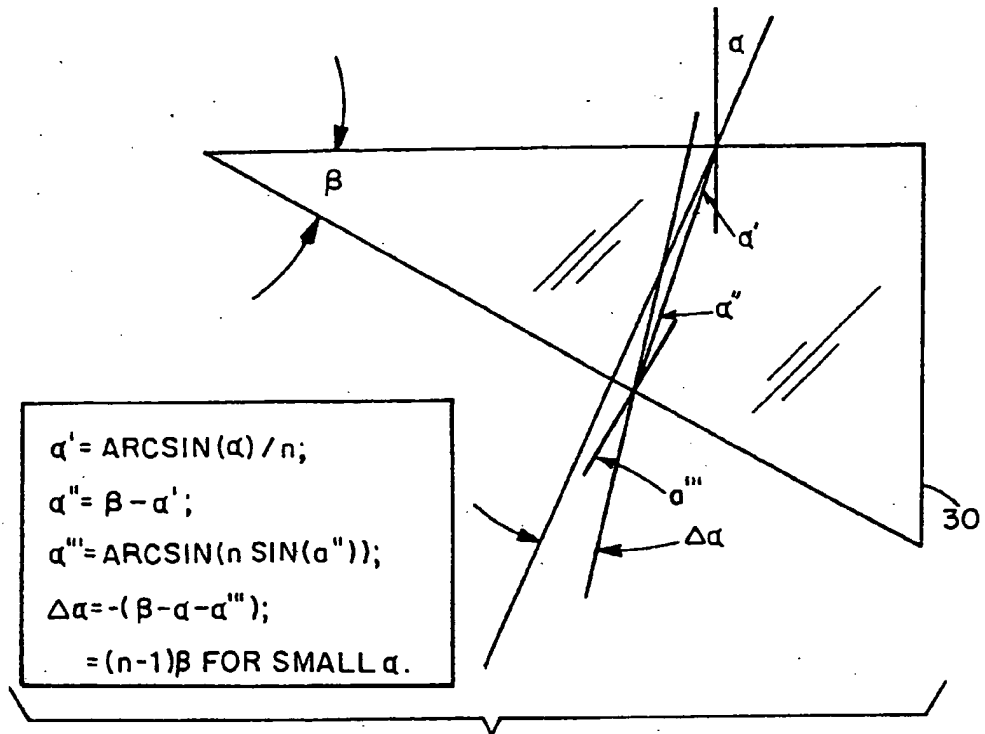 α
β
α'
α"
α'''
Δα
30
α' = ARCSIN(α)/n;
α" = β - α';
α''' = ARCSIN(n SIN(α"));
Δα = -(β - α - α''');
= (n-1)β FOR SMALL α.